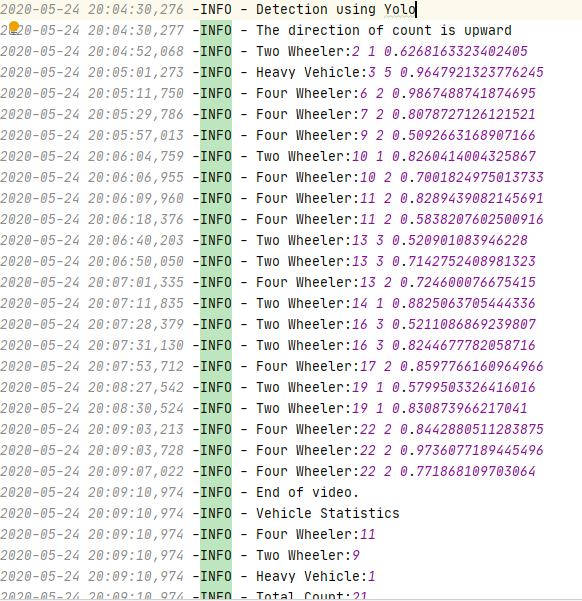 2020-05-24 20:04:30,276 -INFO - Detection using Yolo
2020-05-24 20:04:30,277 -INFO - The direction of count is upward
2020-05-24 20:04:52,068 -INFO - Two Wheeler:2 1 0.6268163323402405
2020-05-24 20:05:01,273 -INFO - Heavy Vehicle:3 5 0.9647921323776245
2020-05-24 20:05:11,750 -INFO - Four Wheeler:6 2 0.9867488741874695
2020-05-24 20:05:29,786 -INFO - Four Wheeler:7 2 0.8078727126121521
2020-05-24 20:05:57,013 -INFO - Four Wheeler:9 2 0.5092663168907166
2020-05-24 20:06:04,759 -INFO - Two Wheeler:10 1 0.8260414004325867
2020-05-24 20:06:06,955 -INFO - Four Wheeler:10 2 0.7001824975013733
2020-05-24 20:06:09,960 -INFO - Four Wheeler:11 2 0.8289439082145691
2020-05-24 20:06:18,376 -INFO - Four Wheeler:11 2 0.5838207602500916
2020-05-24 20:06:40,203 -INFO - Two Wheeler:13 3 0.520901083946228
2020-05-24 20:06:50,050 -INFO - Two Wheeler:13 3 0.7142752408981323
2020-05-24 20:07:01,335 -INFO - Four Wheeler:13 2 0.724600076675415
2020-05-24 20:07:11,835 -INFO - Two Wheeler:14 1 0.8825063705444336
2020-05-24 20:07:28,379 -INFO - Two Wheeler:16 3 0.5211086869239807
2020-05-24 20:07:31,130 -INFO - Two Wheeler:16 3 0.8244677782058716
2020-05-24 20:07:53,712 -INFO - Four Wheeler:17 2 0.8597766160964966
2020-05-24 20:08:27,542 -INFO - Two Wheeler:19 1 0.5799503326416016
2020-05-24 20:08:30,524 -INFO - Two Wheeler:19 1 0.830873966217041
2020-05-24 20:09:03,213 -INFO - Four Wheeler:22 2 0.8442880511283875
2020-05-24 20:09:03,728 -INFO - Four Wheeler:22 2 0.9736077189445496
2020-05-24 20:09:07,022 -INFO - Four Wheeler:22 2 0.771868109703064
2020-05-24 20:09:10,974 -INFO - End of video.
2020-05-24 20:09:10,974 -INFO - Vehicle Statistics
2020-05-24 20:09:10,974 -INFO - Four Wheeler:11
2020-05-24 20:09:10,974 -INFO - Two Wheeler:9
2020-05-24 20:09:10,974 -INFO - Heavy Vehicle:1
2020-05-24 20:09:10,974 -INFO - Total Count:21